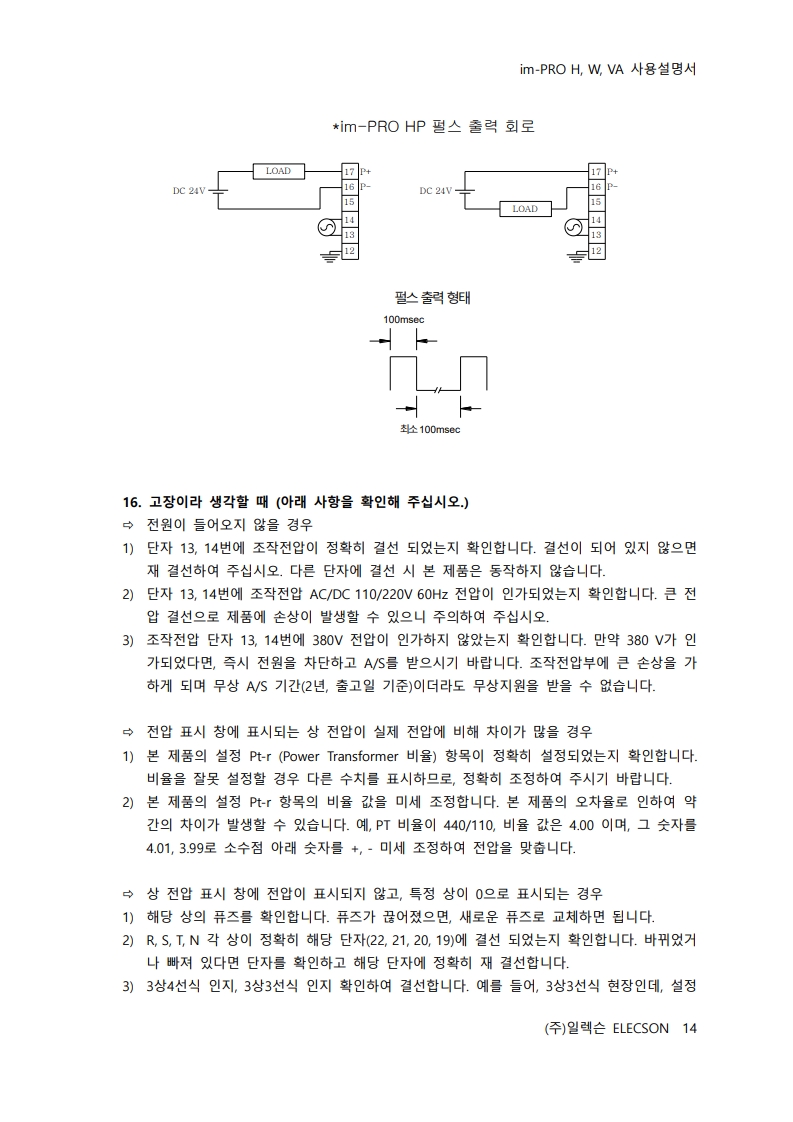 im-PRO H, W, VA 사용설명서
*im-PRO HP 펄스 출력 회로
LOAD
DC 24V
17 P+
16 P-
15
14
13
12
LOAD
DC 24V
17 P+
16 P-
15
14
13
12
펄스 출력 형태
100msec
최소 100msec
16. 고장이라 생각할 때 (아래 사항을 확인해 주십시오.)
⇨ 전원이 들어오지 않을 경우
1) 단자 13, 14번에 조작전압이 정확히 결선 되었는지 확인합니다. 결선이 되어 있지 않으면
재 결선하여 주십시오. 다른 단자에 결선 시 본 제품은 동작하지 않습니다.
2) 단자 13, 14번에 조작전압 AC/DC 110/220V 60Hz 전압이 인가되었는지 확인합니다. 큰 전
압 결선으로 제품에 손상이 발생할 수 있으니 주의하여 주십시오.
3) 조작전압 단자 13, 14번에 380V 전압이 인가하지 않았는지 확인합니다. 만약 380 V가 인
가되었다면, 즉시 전원을 차단하고 A/S를 받으시기 바랍니다. 조작전압부에 큰 손상을 가
하게 되며 무상 A/S 기간(2년, 출고일 기준)이더라도 무상지원을 받을 수 없습니다.
⇨ 전압 표시 창에 표시되는 상 전압이 실제 전압에 비해 차이가 많을 경우
1) 본 제품의 설정 Pt-r (Power Transformer 비율) 항목이 정확히 설정되었는지 확인합니다.
비율을 잘못 설정할 경우 다른 수치를 표시하므로, 정확히 조정하여 주시기 바랍니다.
2) 본 제품의 설정 Pt-r 항목의 비율 값을 미세 조정합니다. 본 제품의 오차율로 인하여 약
간의 차이가 발생할 수 있습니다. 예, PT 비율이 440/110, 비율 값은 4.00 이며, 그 숫자를
4.01, 3.99로 소수점 아래 숫자를 +, - 미세 조정하여 전압을 맞춥니다.
⇨ 상 전압 표시 창에 전압이 표시되지 않고, 특정 상이 0으로 표시되는 경우
1) 해당 상의 퓨즈를 확인합니다. 퓨즈가 끊어졌으면, 새로운 퓨즈로 교체하면 됩니다.
2) R, S, T, N 각 상이 정확히 해당 단자(22, 21, 20, 19)에 결선 되었는지 확인합니다. 바뀌었거
나 빠져 있다면 단자를 확인하고 해당 단자에 정확히 재 결선합니다.
3) 3상4선식 인지, 3상3선식 인지 확인하여 결선합니다. 예를 들어, 3상3선식 현장인데, 설정
(주)일렉슨 ELECSON 14